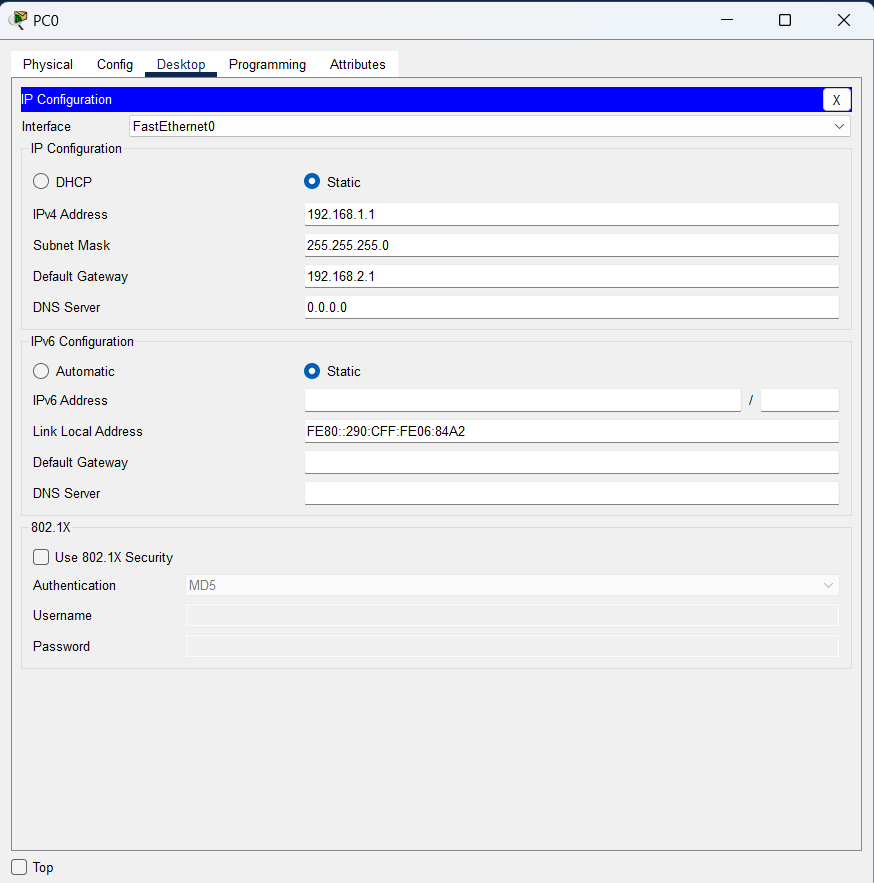 PC0
Physical Config Desktop Programming Attributes
IP Configuration X
Interface FastEthernet0
IP Configuration
DHCP Static
IPv4 Address 192.168.1.1
Subnet Mask 255.255.255.0
Default Gateway 192.168.2.1
DNS Server 0.0.0.0
IPv6 Configuration
Automatic Static
IPv6 Address /
Link Local Address FE80::290:CFF:FE06:84A2
Default Gateway
DNS Server
802.1X
Use 802.1X Security
Authentication MD5
Username
Password
Top